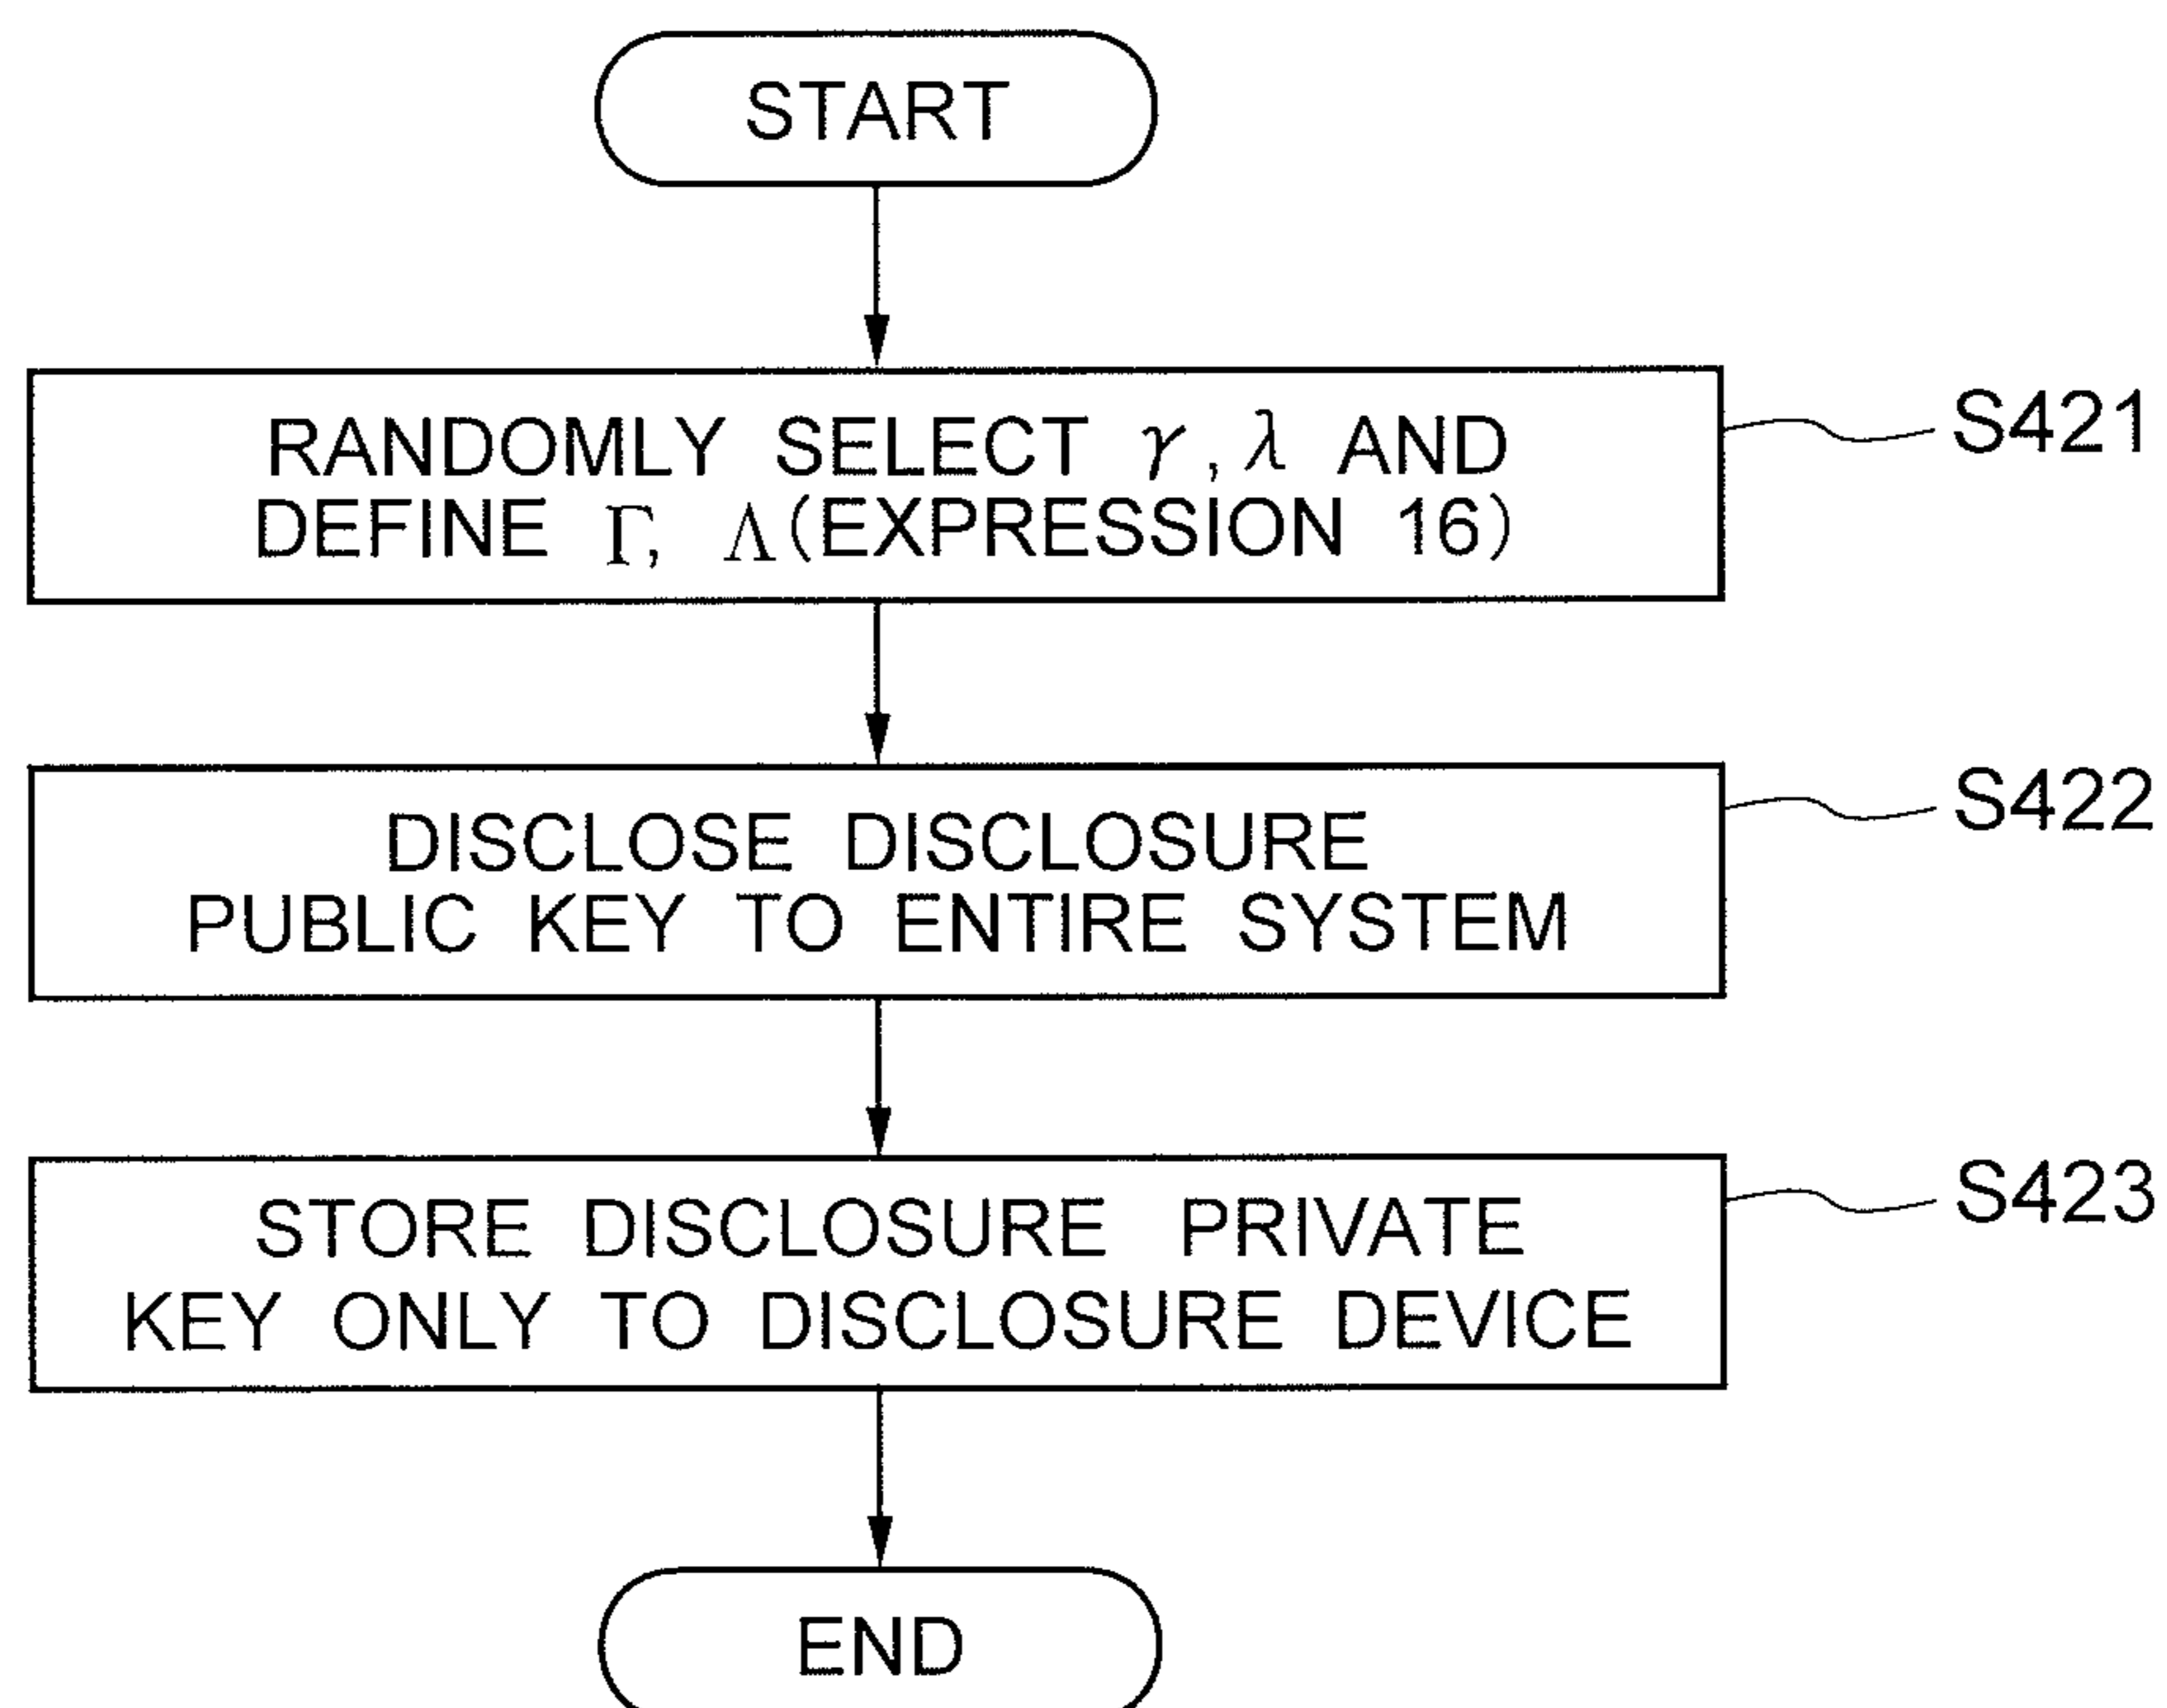 START
RANDOMLY SELECT γ, λ AND
DEFINE Γ, Λ(EXPRESSION 16)
S421
DISCLOSE DISCLOSURE
PUBLIC KEY TO ENTIRE SYSTEM
S422
STORE DISCLOSURE PRIVATE
KEY ONLY TO DISCLOSURE DEVICE
S423
END